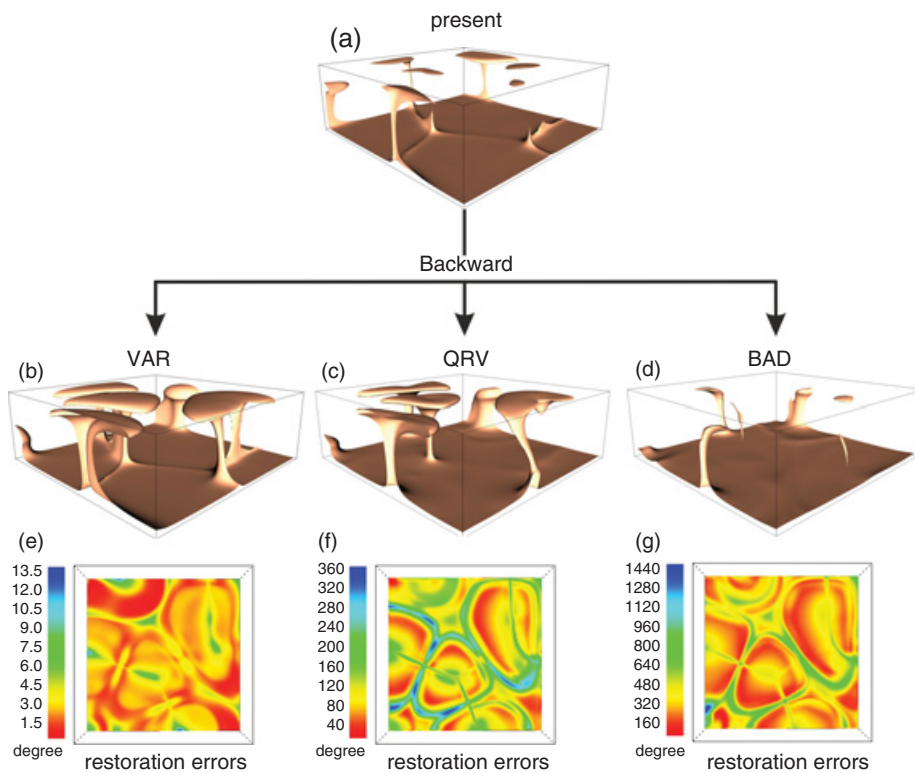 present
(a)
Backward
VAR
QRV
BAD
(b)
(c)
(d)
(e)
(f)
(g)
13.5
12.0
10.5
9.0
7.5
6.0
4.5
3.0
1.5
degree
restoration errors
360
320
280
240
200
160
120
80
40
degree
restoration errors
1440
1280
1120
960
800
640
480
320
160
degree
restoration errors